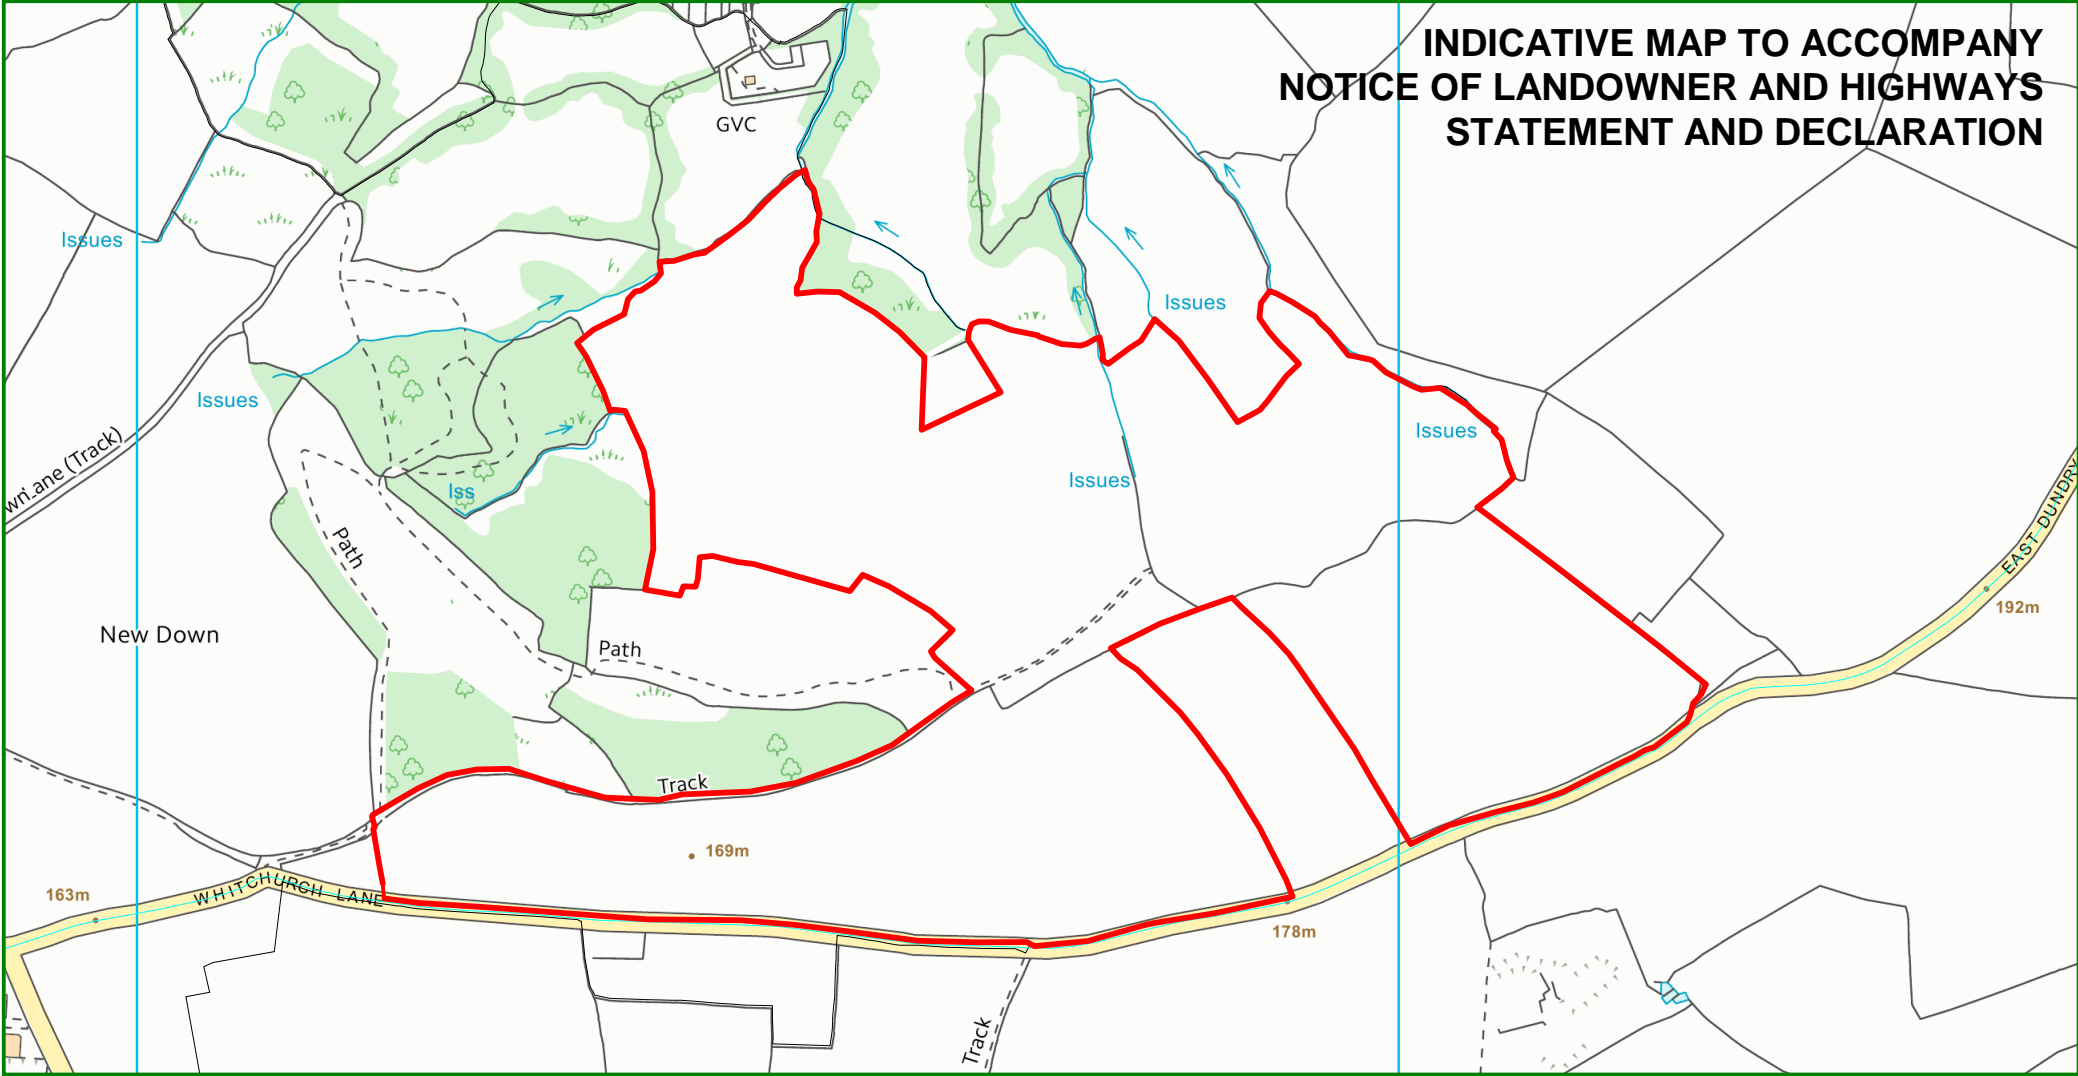 INDICATIVE MAP TO ACCOMPANY
NOTICE OF LANDOWNER AND HIGHWAYS
STATEMENT AND DECLARATION
GVC
Issues
Issues
Issues
Issues
Issues
Iss
(Track)
Path
New Down
Path
Track
169m
163m
WHITCHURCH LANE
178m
192m
EAST DUNDRY
Track